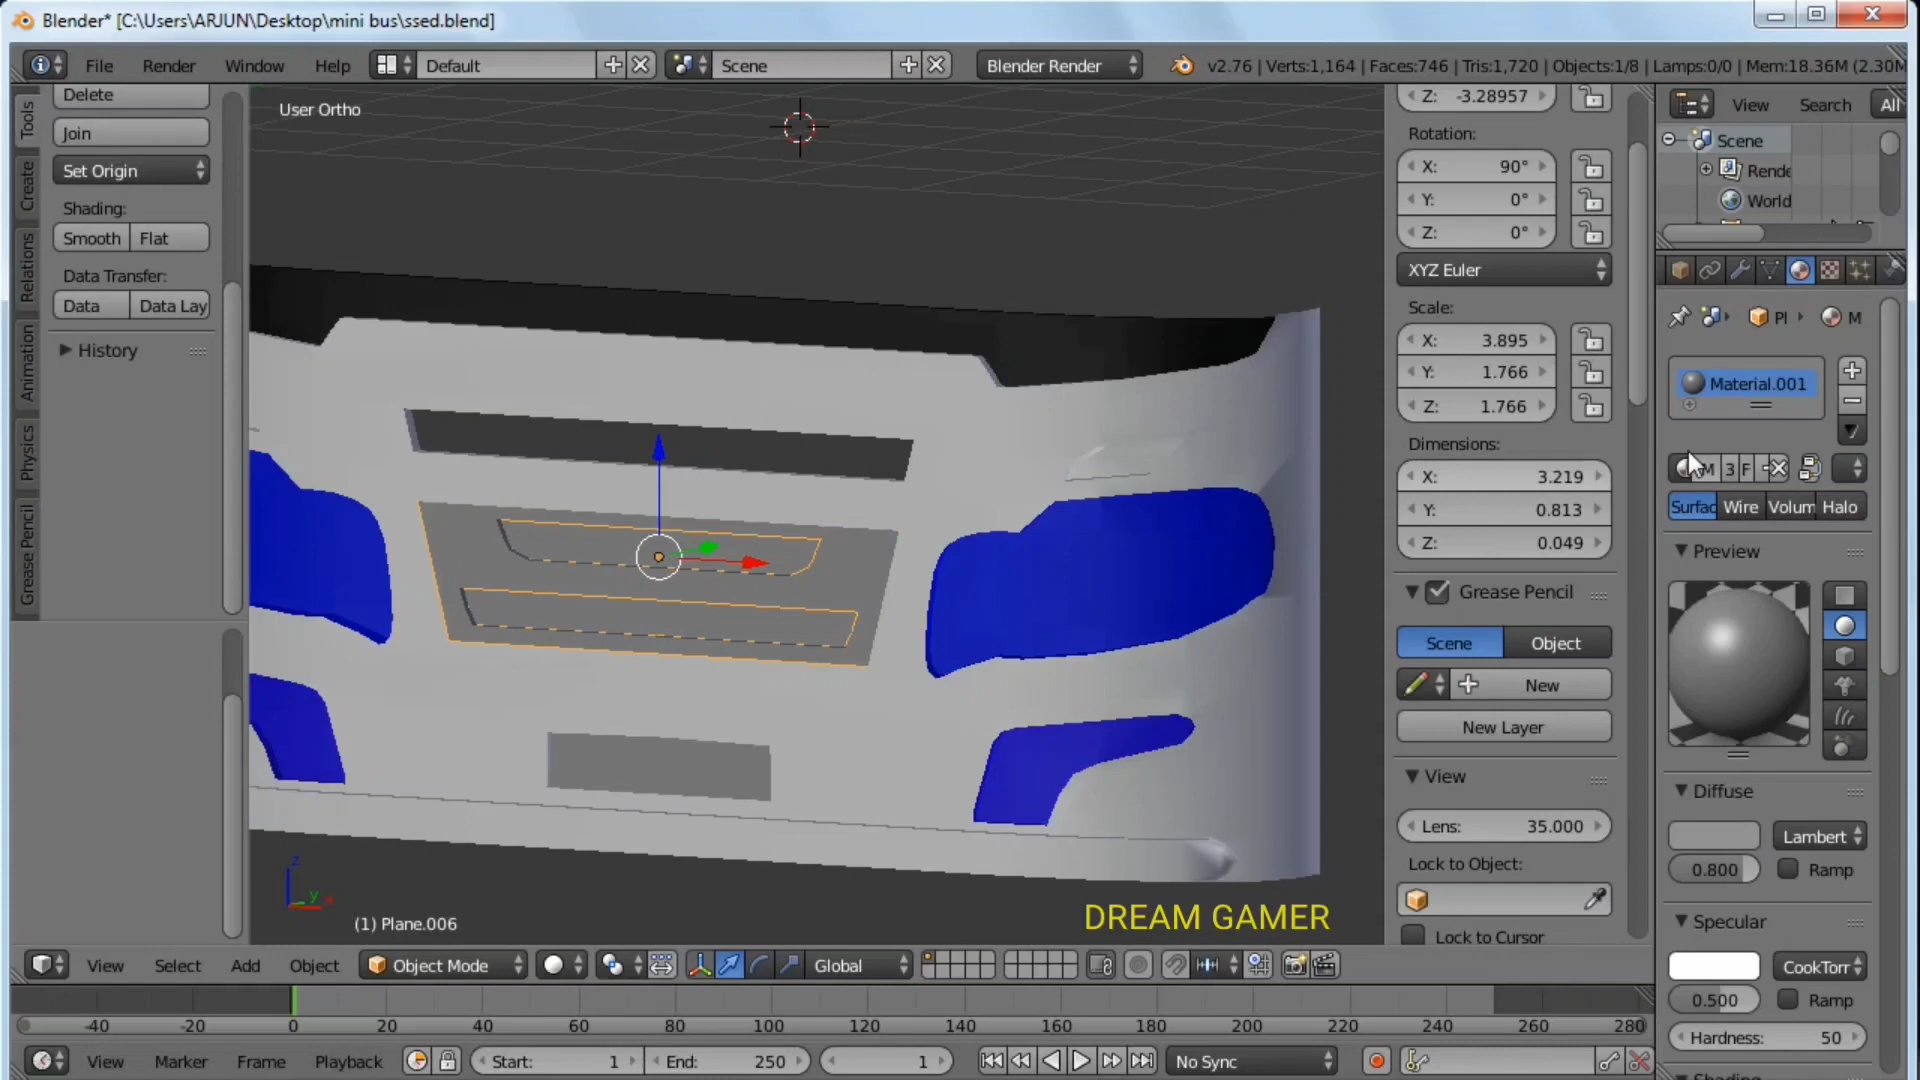 Blender* [C:\Users\ARJUN\Desktop\mini bus\ssed.blend]
File Render Window Help Default Scene Blender Render v2.76 | Verts:1,164 | Faces:746 | Tris:1,720 | Objects:1/8 | Lamps:0/0 | Mem:18.36M (2.30M
Tools
Create
Relations
Animation
Physics
Grease Pencil
Delete
Join
Set Origin
Shading:
Smooth Flat
Data Transfer:
Data Data Lay
History
User Ortho
(1) Plane.006
DREAM GAMER
Z: -3.28957
Rotation:
X: 90°
Y: 0°
Z: 0°
XYZ Euler
Scale:
X: 3.895
Y: 1.766
Z: 1.766
Dimensions:
X: 3.219
Y: 0.813
Z: 0.049
Grease Pencil
Scene Object
New
New Layer
View
Lens: 35.000
Lock to Object:
Lock to Cursor
View Search All
Scene
Rende
World
Pl M
Material.001
M 3 F
Surfac Wire Volum Halo
Preview
Diffuse
Lambert
0.800 Ramp
Specular
CookTorr
0.500 Ramp
Hardness: 50
View Select Add Object Object Mode Global
-40 -20 0 20 40 60 80 100 120 140 160 180 200 220 240 260 280
View Marker Frame Playback Start: 1 End: 250 1 No Sync